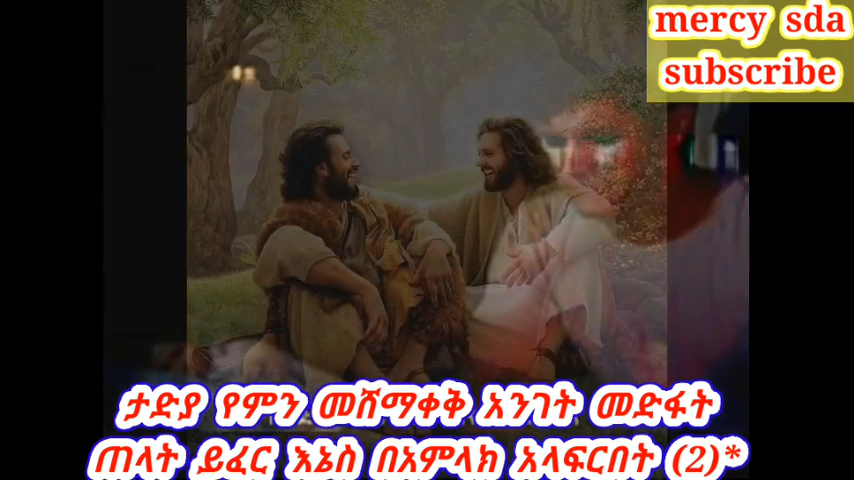 mercy sda
subscribe
ታድያ የምን መሸማቀቅ አንገት መድፋት
ጠላት ይፈር እኔስ በአምላክ አላፍርበት (2)*